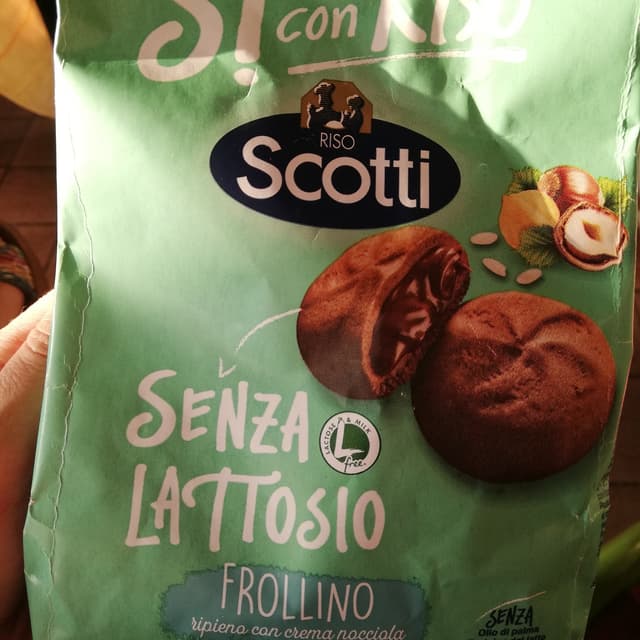 Sì con Riso
RISO
Scotti
SENZA
LATTOSIO
LACTOSE & MILK
free.
FROLLINO
ripieno con crema nocciola
SENZA
Olio di palma